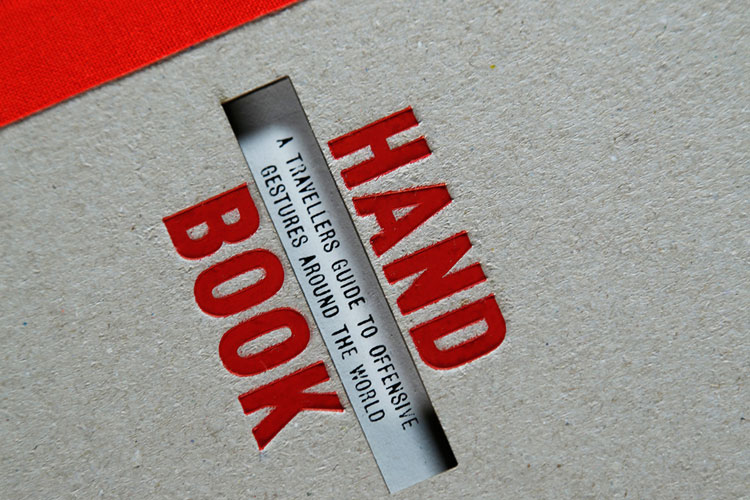 HAND
A TRAVELLERS GUIDE TO OFFENSIVE
GESTURES AROUND THE WORLD
BOOK